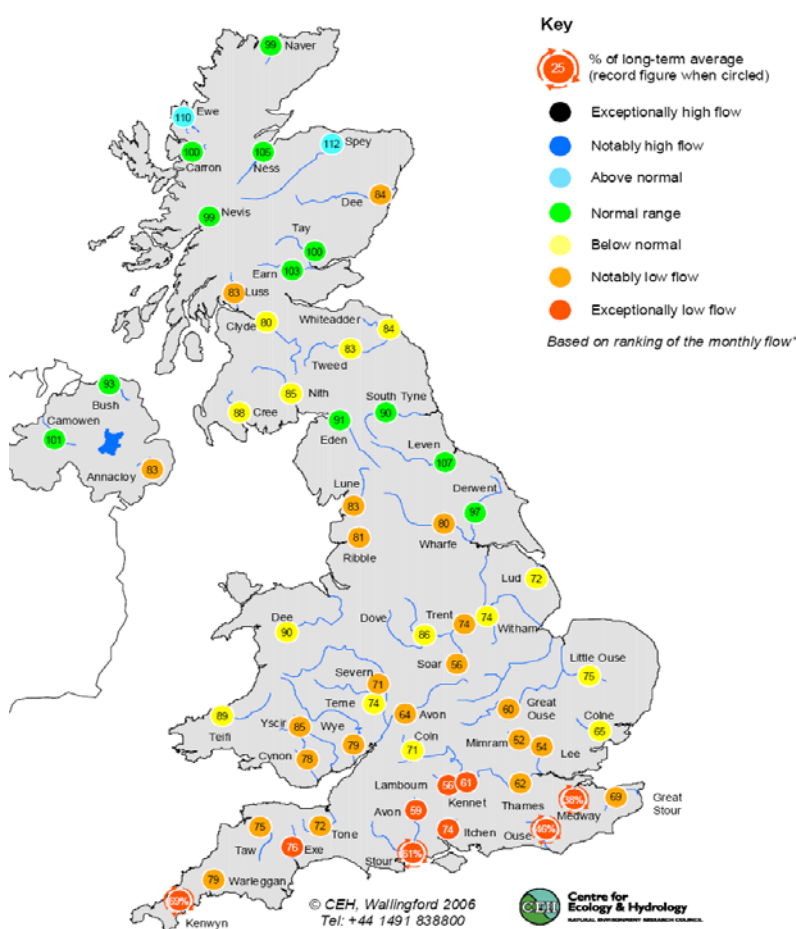 Key
25
% of long-term average
(record figure when circled)
Exceptionally high flow
Notably high flow
Above normal
Normal range
Below normal
Notably low flow
Exceptionally low flow
Based on ranking of the monthly flow*
99
Naver
Ewe
110
100
Carron
105
Ness
112
Spey
Dee
84
99
Nevis
Tay
100
Earn
103
83
Luss
Clyde
80
Whiteadder
84
Tweed
83
85
Nith
88
Cree
93
Bush
Camowen
101
Annacloy
83
South Tyne
90
91
Eden
Leven
107
Derwent
97
Lune
83
81
Ribble
80
Wharfe
Lud
72
Dee
90
Dove
86
Trent
74
74
Witham
Soar
56
Little Ouse
75
Severn
71
Teme
74
89
Teifi
Yscir
85
Wye
79
Cynon
78
64
Avon
Coln
71
60
Great
Ouse
Colne
65
Mimram
52
54
Lee
Lambourn
56
61
Kennet
62
Thames
38%
Medway
69
Great
Stour
Avon
59
74
Itchen
Ouse
46%
Stour
61%
75
Taw
72
Tone
76
Exe
79
Warleggan
69%
Kenwyn
© CEH, Wallingford 2006
Tel: +44 1491 838800
CEH
Centre for
Ecology & Hydrology
NATURAL ENVIRONMENT RESEARCH COUNCIL